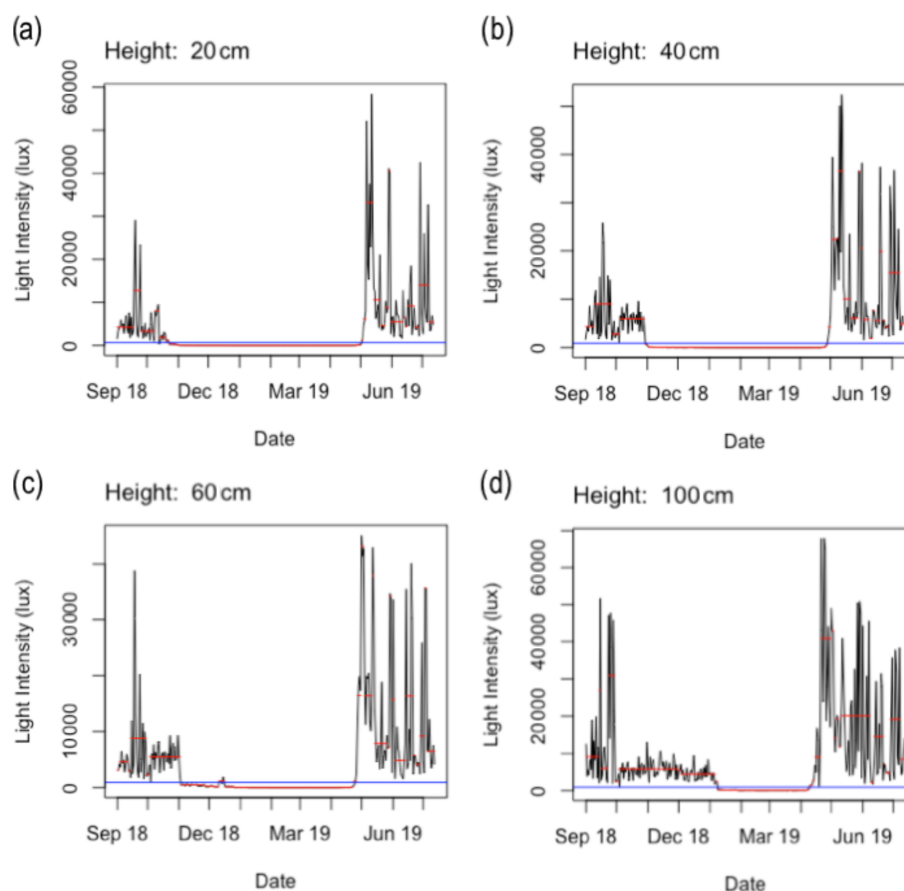 (a)
Height: 20 cm
Light Intensity (lux)
60000
40000
20000
0
Sep 18 Dec 18 Mar 19 Jun 19
Date
(b)
Height: 40 cm
Light Intensity (lux)
40000
20000
0
Sep 18 Dec 18 Mar 19 Jun 19
Date
(c)
Height: 60 cm
Light Intensity (lux)
30000
10000
0
Sep 18 Dec 18 Mar 19 Jun 19
Date
(d)
Height: 100 cm
Light Intensity (lux)
60000
40000
20000
0
Sep 18 Dec 18 Mar 19 Jun 19
Date